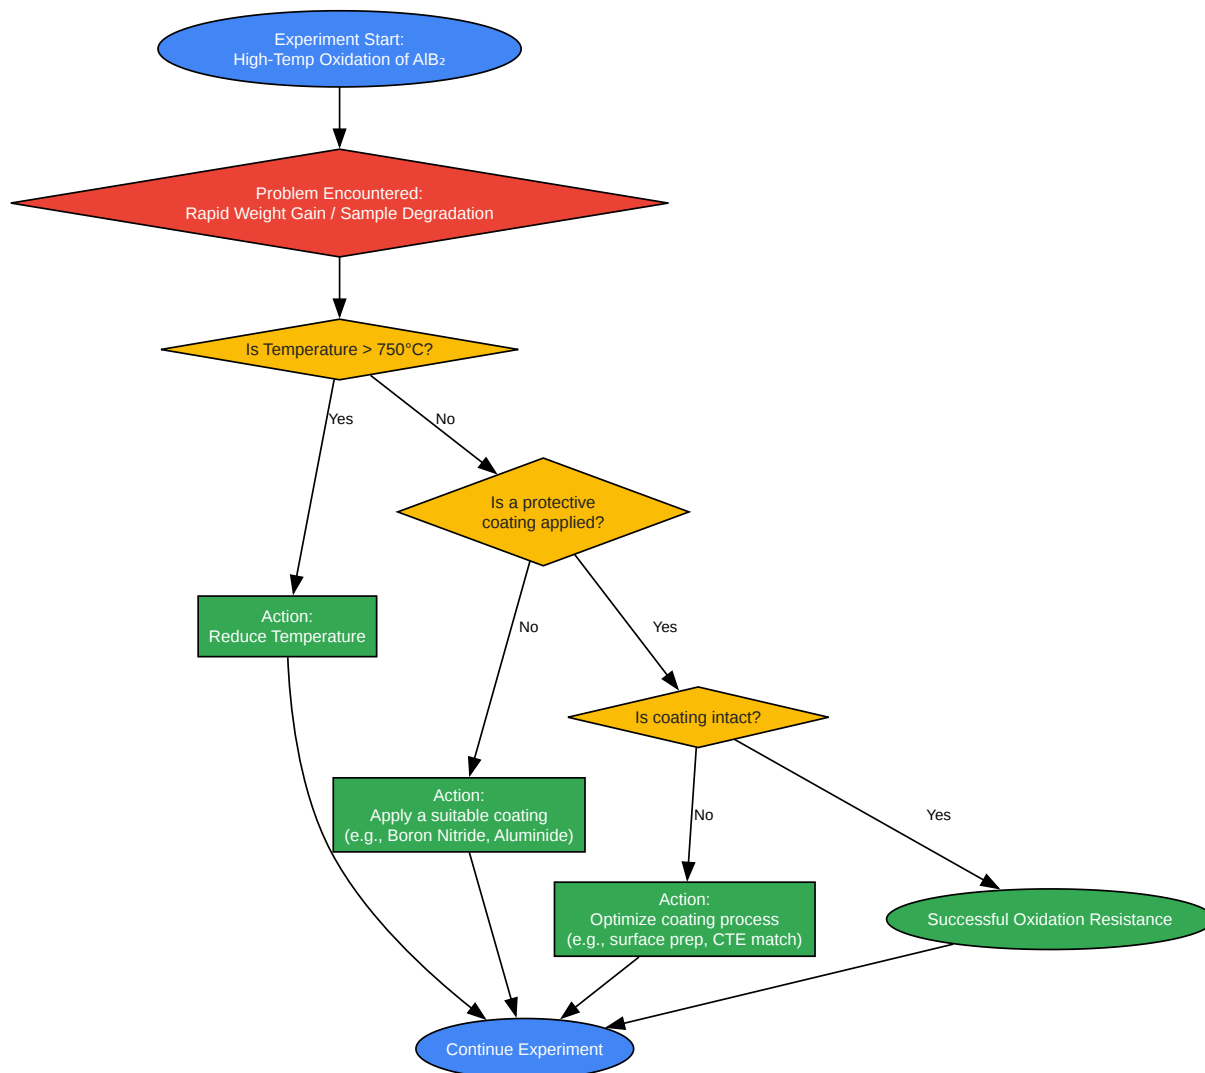 Experiment Start:
High-Temp Oxidation of AlB₂
Problem Encountered:
Rapid Weight Gain / Sample Degradation
Is Temperature > 750°C?
Yes
No
Is a protective
coating applied?
Action:
Reduce Temperature
No
Yes
Is coating intact?
Action:
Apply a suitable coating
(e.g., Boron Nitride, Aluminide)
No
Yes
Action:
Optimize coating process
(e.g., surface prep, CTE match)
Successful Oxidation Resistance
Continue Experiment